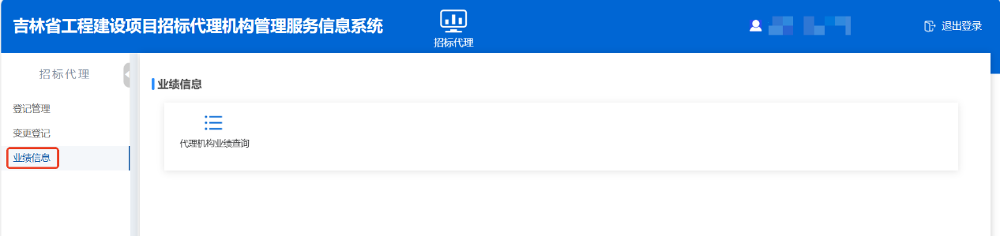 吉林省工程建设项目招标代理机构管理服务信息系统
招标代理
退出登录
招标代理
登记管理
变更登记
业绩信息
业绩信息
代理机构业绩查询